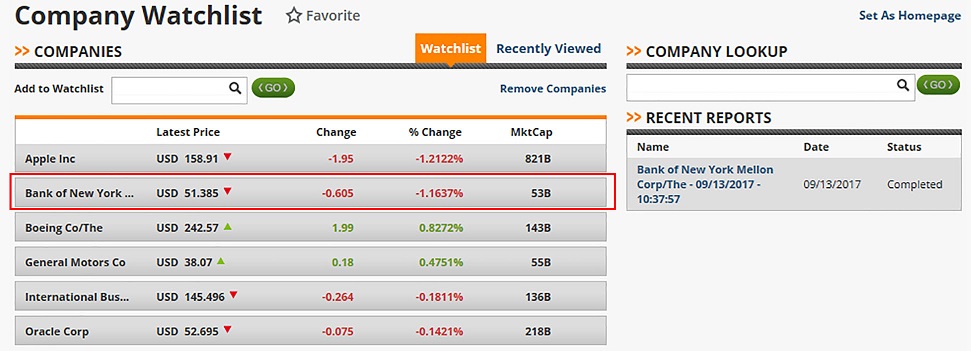 Company Watchlist Favorite Set As Homepage
>> COMPANIES Watchlist Recently Viewed
Add to Watchlist GO Remove Companies
Latest Price Change % Change MktCap
Apple Inc USD 158.91 -1.95 -1.2122% 821B
Bank of New York ... USD 51.385 -0.605 -1.1637% 53B
Boeing Co/The USD 242.57 1.99 0.8272% 143B
General Motors Co USD 38.07 0.18 0.4751% 55B
International Bus... USD 145.496 -0.264 -0.1811% 136B
Oracle Corp USD 52.695 -0.075 -0.1421% 218B
>> COMPANY LOOKUP
GO
>> RECENT REPORTS
Name Date Status
Bank of New York Mellon
Corp/The - 09/13/2017 - 09/13/2017 Completed
10:37:57